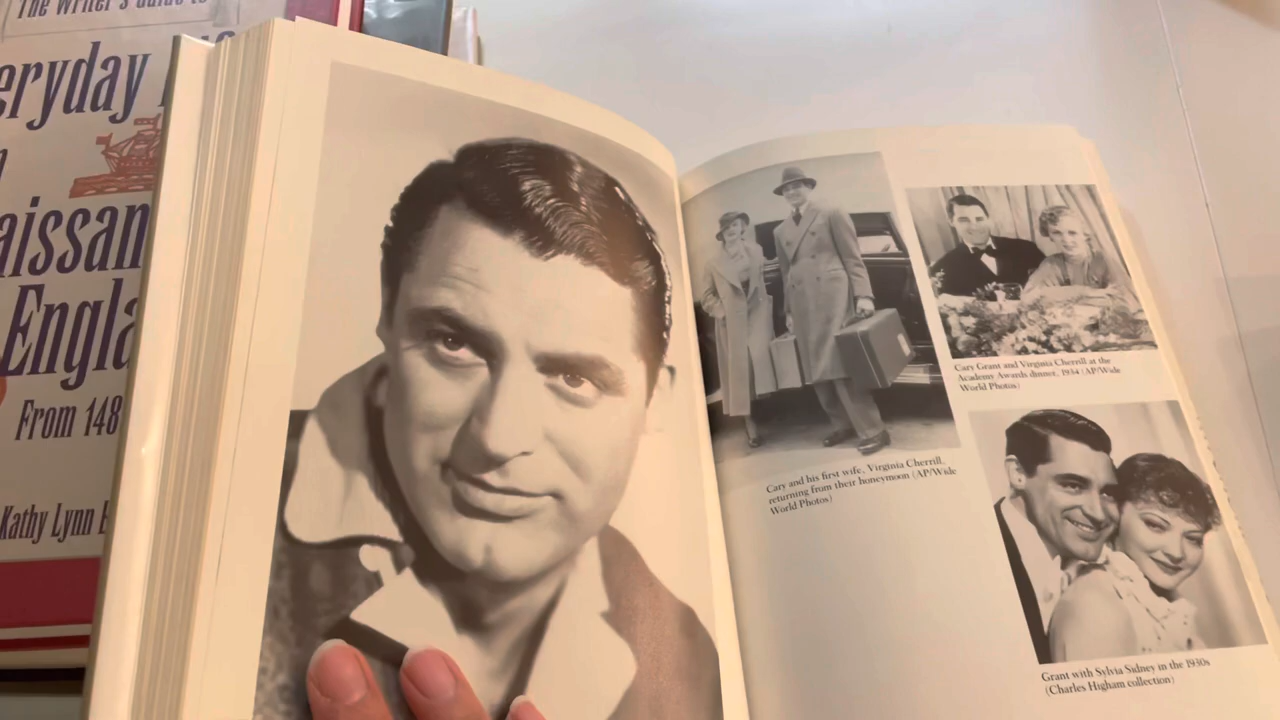 The Writer's Guide to
eryday
aissan
Engla
From 148
Kathy Lynn E
Cary and his first wife, Virginia Cherrill,
returning from their honeymoon (AP/Wide
World Photos)
Cary Grant and Virginia Cherrill at the
Academy Awards dinner, 1934 (AP/Wide
World Photos)
Grant with Sylvia Sidney in the 1930s
(Charles Higham collection)